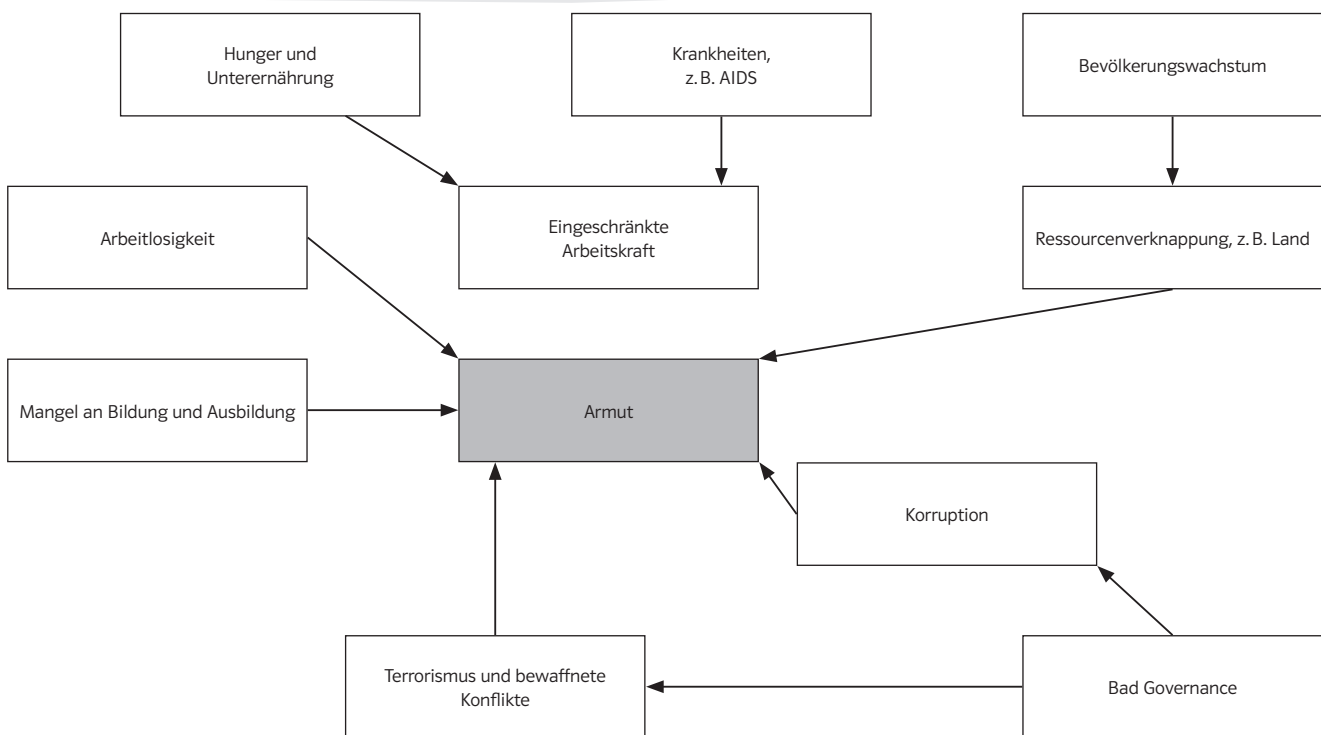 Hunger und
Unterernährung
Krankheiten,
z. B. AIDS
Bevölkerungswachstum
Arbeitlosigkeit
Eingeschränkte
Arbeitskraft
Ressourcenverknappung, z. B. Land
Mangel an Bildung und Ausbildung
Armut
Korruption
Terrorismus und bewaffnete
Konflikte
Bad Governance